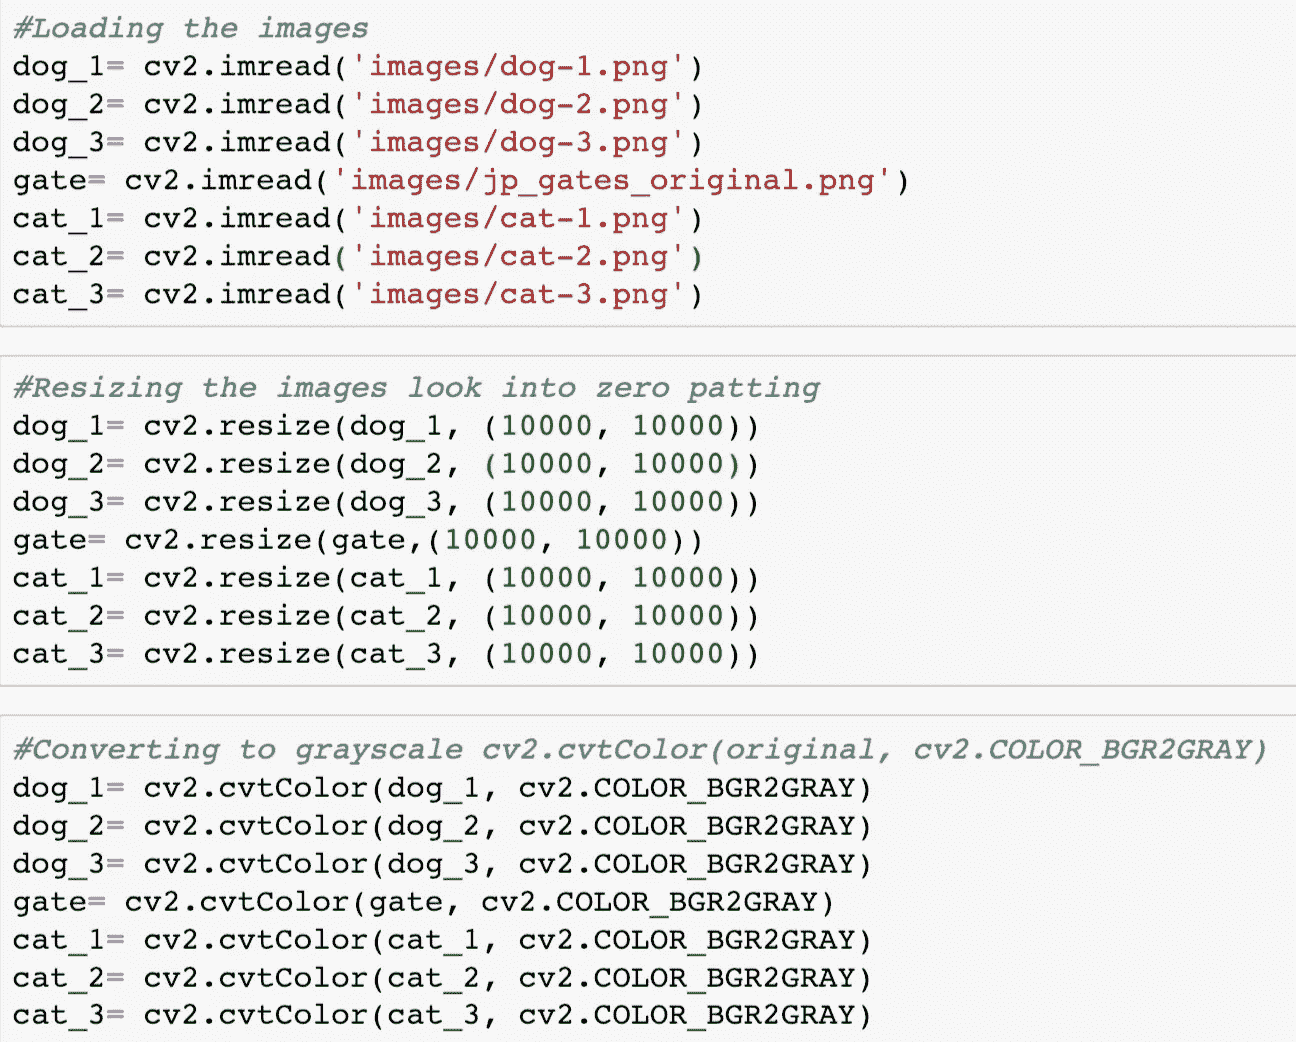 #Loading the images
dog_1= cv2.imread('images/dog-1.png')
dog_2= cv2.imread('images/dog-2.png')
dog_3= cv2.imread('images/dog-3.png')
gate= cv2.imread('images/jp_gates_original.png')
cat_1= cv2.imread('images/cat-1.png')
cat_2= cv2.imread('images/cat-2.png')
cat_3= cv2.imread('images/cat-3.png')
#Resizing the images look into zero patting
dog_1= cv2.resize(dog_1, (10000, 10000))
dog_2= cv2.resize(dog_2, (10000, 10000))
dog_3= cv2.resize(dog_3, (10000, 10000))
gate= cv2.resize(gate,(10000, 10000))
cat_1= cv2.resize(cat_1, (10000, 10000))
cat_2= cv2.resize(cat_2, (10000, 10000))
cat_3= cv2.resize(cat_3, (10000, 10000))
#Converting to grayscale cv2.cvtColor(original, cv2.COLOR_BGR2GRAY)
dog_1= cv2.cvtColor(dog_1, cv2.COLOR_BGR2GRAY)
dog_2= cv2.cvtColor(dog_2, cv2.COLOR_BGR2GRAY)
dog_3= cv2.cvtColor(dog_3, cv2.COLOR_BGR2GRAY)
gate= cv2.cvtColor(gate, cv2.COLOR_BGR2GRAY)
cat_1= cv2.cvtColor(cat_1, cv2.COLOR_BGR2GRAY)
cat_2= cv2.cvtColor(cat_2, cv2.COLOR_BGR2GRAY)
cat_3= cv2.cvtColor(cat_3, cv2.COLOR_BGR2GRAY)